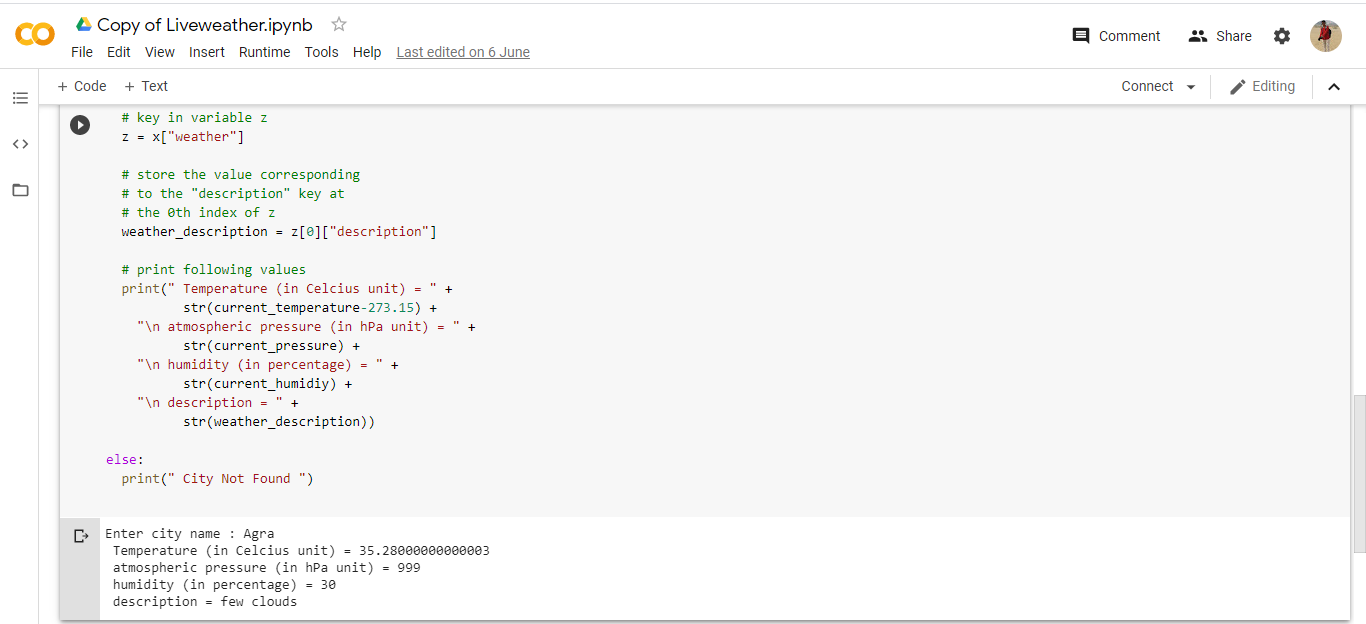 Copy of Liveweather.ipynb
File Edit View Insert Runtime Tools Help Last edited on 6 June
Comment Share
+ Code + Text
Connect Editing
# key in variable z
z = x["weather"]
# store the value corresponding
# to the "description" key at
# the 0th index of z
weather_description = z[0]["description"]
# print following values
print(" Temperature (in Celcius unit) = " +
str(current_temperature-273.15) +
"\n atmospheric pressure (in hPa unit) = " +
str(current_pressure) +
"\n humidity (in percentage) = " +
str(current_humidiy) +
"\n description = " +
str(weather_description))
else:
print(" City Not Found ")
Enter city name : Agra
Temperature (in Celcius unit) = 35.28000000000003
atmospheric pressure (in hPa unit) = 999
humidity (in percentage) = 30
description = few clouds